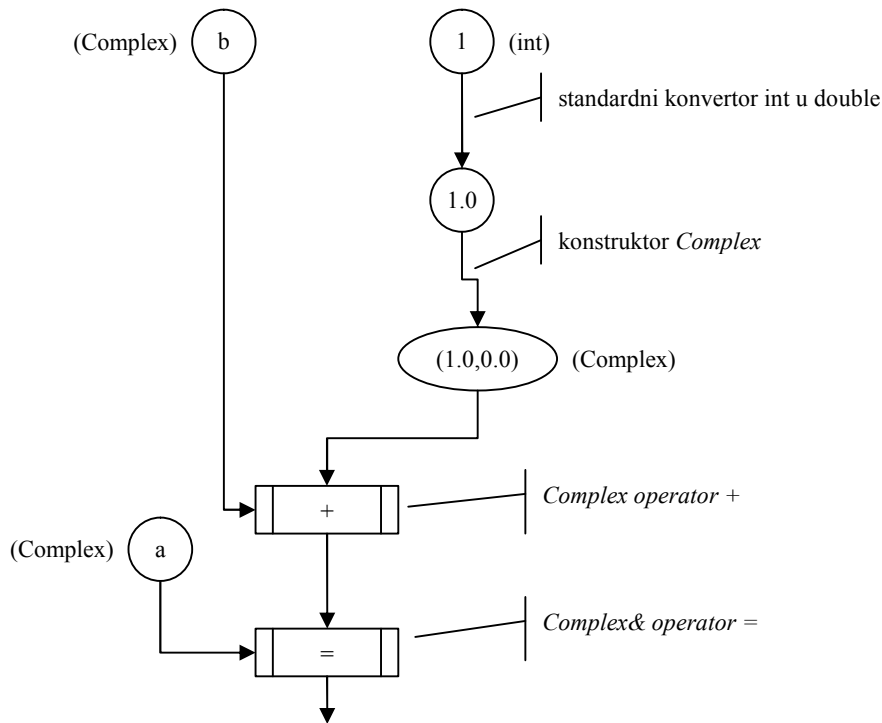 (Complex) b 1 (int)
standardni konvertor int u double
1.0
konstruktor Complex
(1.0,0.0) (Complex)
+ Complex operator +
(Complex) a
= Complex& operator =